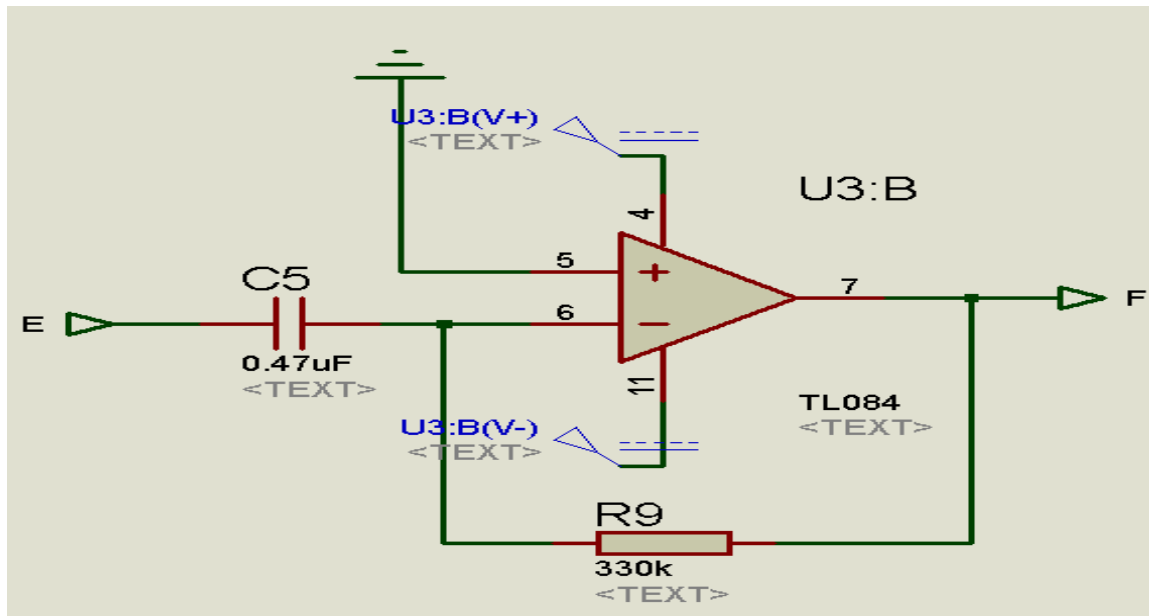 U3:B(V+)
<TEXT>
U3:B
4
C5
5
+
7
E
6
−
F
0.47uF
<TEXT>
11
TL084
<TEXT>
U3:B(V-)
<TEXT>
R9
330k
<TEXT>